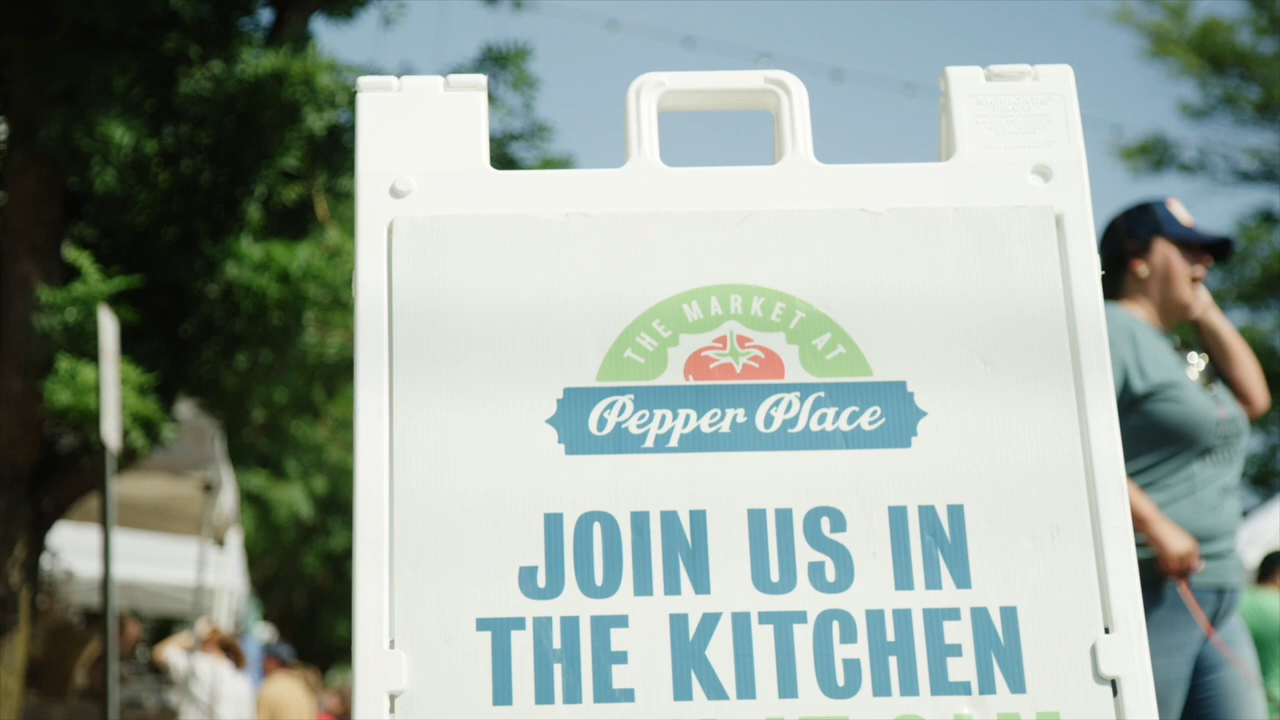 THE MARKET AT
Pepper Place
JOIN US IN
THE KITCHEN